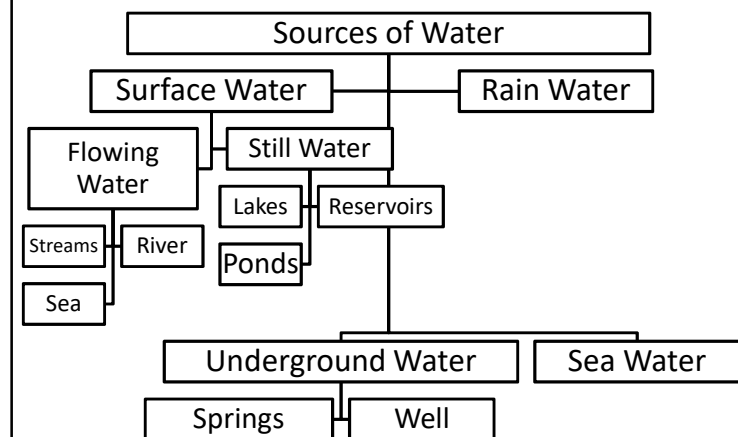 Sources of Water
Surface Water
Rain Water
Flowing
Water
Still Water
Lakes
Reservoirs
Streams
River
Ponds
Sea
Underground Water
Sea Water
Springs
Well